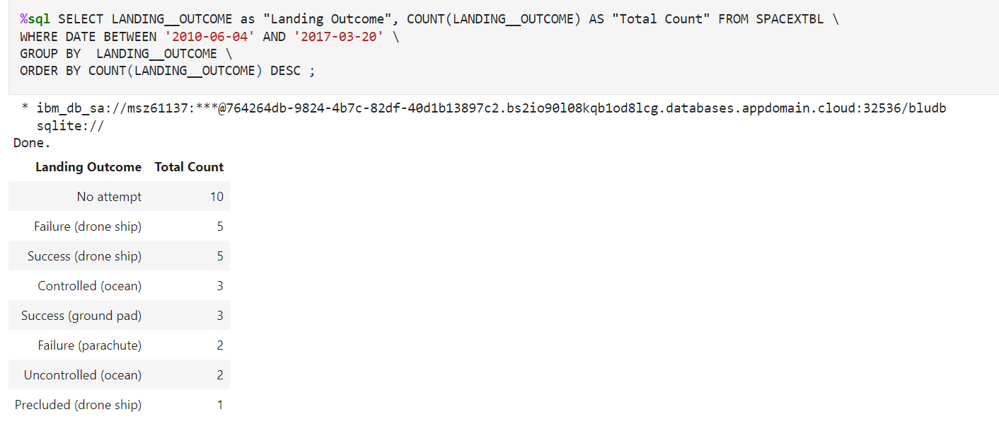 %sql SELECT LANDING__OUTCOME as "Landing Outcome", COUNT(LANDING__OUTCOME) AS "Total Count" FROM SPACEXTBL \
WHERE DATE BETWEEN '2010-06-04' AND '2017-03-20' \
GROUP BY  LANDING__OUTCOME \
ORDER BY COUNT(LANDING__OUTCOME) DESC ;
* ibm_db_sa://msz61137:***@764264db-9824-4b7c-82df-40d1b13897c2.bs2io90l08kqb1od8lcg.databases.appdomain.cloud:32536/bludb
sqlite://
Done.
Landing Outcome Total Count
No attempt 10
Failure (drone ship) 5
Success (drone ship) 5
Controlled (ocean) 3
Success (ground pad) 3
Failure (parachute) 2
Uncontrolled (ocean) 2
Precluded (drone ship) 1